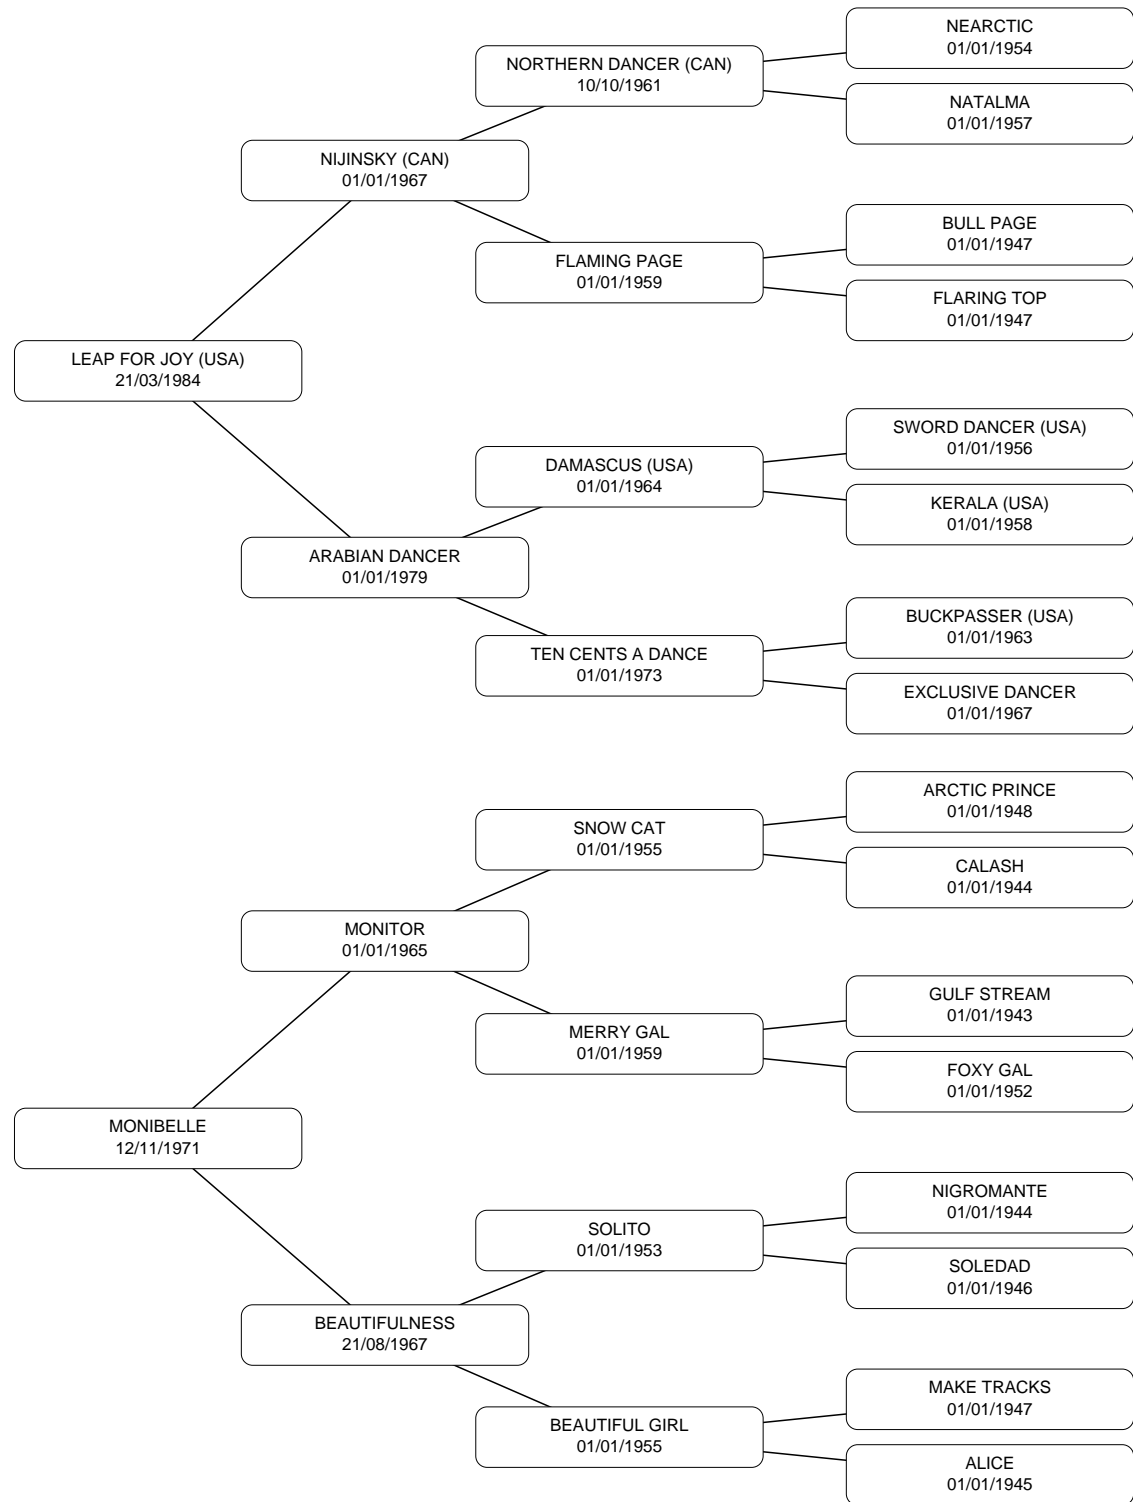 NEARCTIC
01/01/1954
NORTHERN DANCER (CAN)
10/10/1961
NATALMA
01/01/1957
NIJINSKY (CAN)
01/01/1967
BULL PAGE
01/01/1947
FLAMING PAGE
01/01/1959
FLARING TOP
01/01/1947
LEAP FOR JOY (USA)
21/03/1984
SWORD DANCER (USA)
01/01/1956
DAMASCUS (USA)
01/01/1964
KERALA (USA)
01/01/1958
ARABIAN DANCER
01/01/1979
BUCKPASSER (USA)
01/01/1963
TEN CENTS A DANCE
01/01/1973
EXCLUSIVE DANCER
01/01/1967
ARCTIC PRINCE
01/01/1948
SNOW CAT
01/01/1955
CALASH
01/01/1944
MONITOR
01/01/1965
GULF STREAM
01/01/1943
MERRY GAL
01/01/1959
FOXY GAL
01/01/1952
MONIBELLE
12/11/1971
NIGROMANTE
01/01/1944
SOLITO
01/01/1953
SOLEDAD
01/01/1946
BEAUTIFULNESS
21/08/1967
MAKE TRACKS
01/01/1947
BEAUTIFUL GIRL
01/01/1955
ALICE
01/01/1945